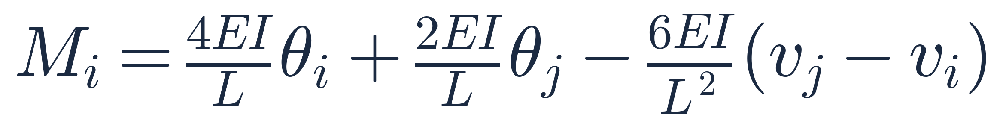 M_i = \frac{4EI}{L}\theta_i + \frac{2EI}{L}\theta_j - \frac{6EI}{L^2}(v_j - v_i)